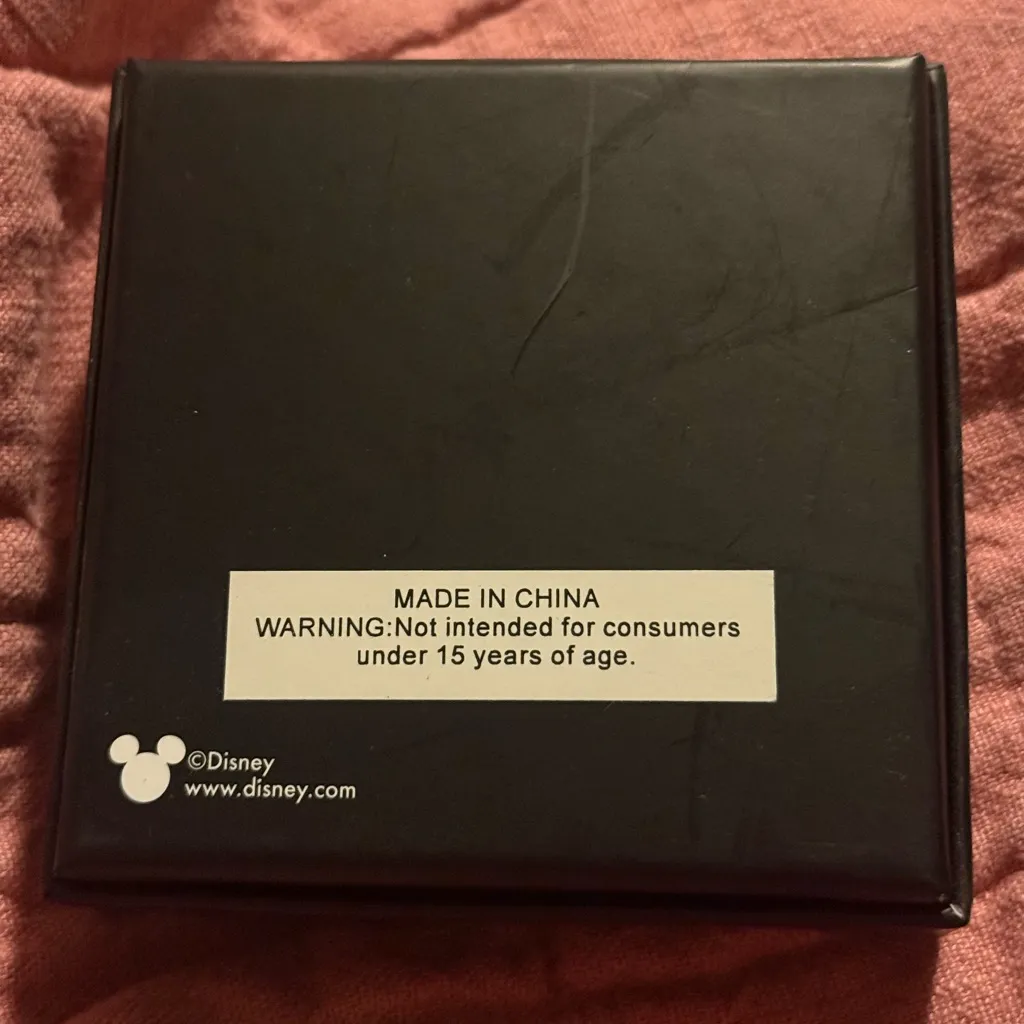 MADE IN CHINA
WARNING:Not intended for consumers
under 15 years of age.
©Disney
www.disney.com